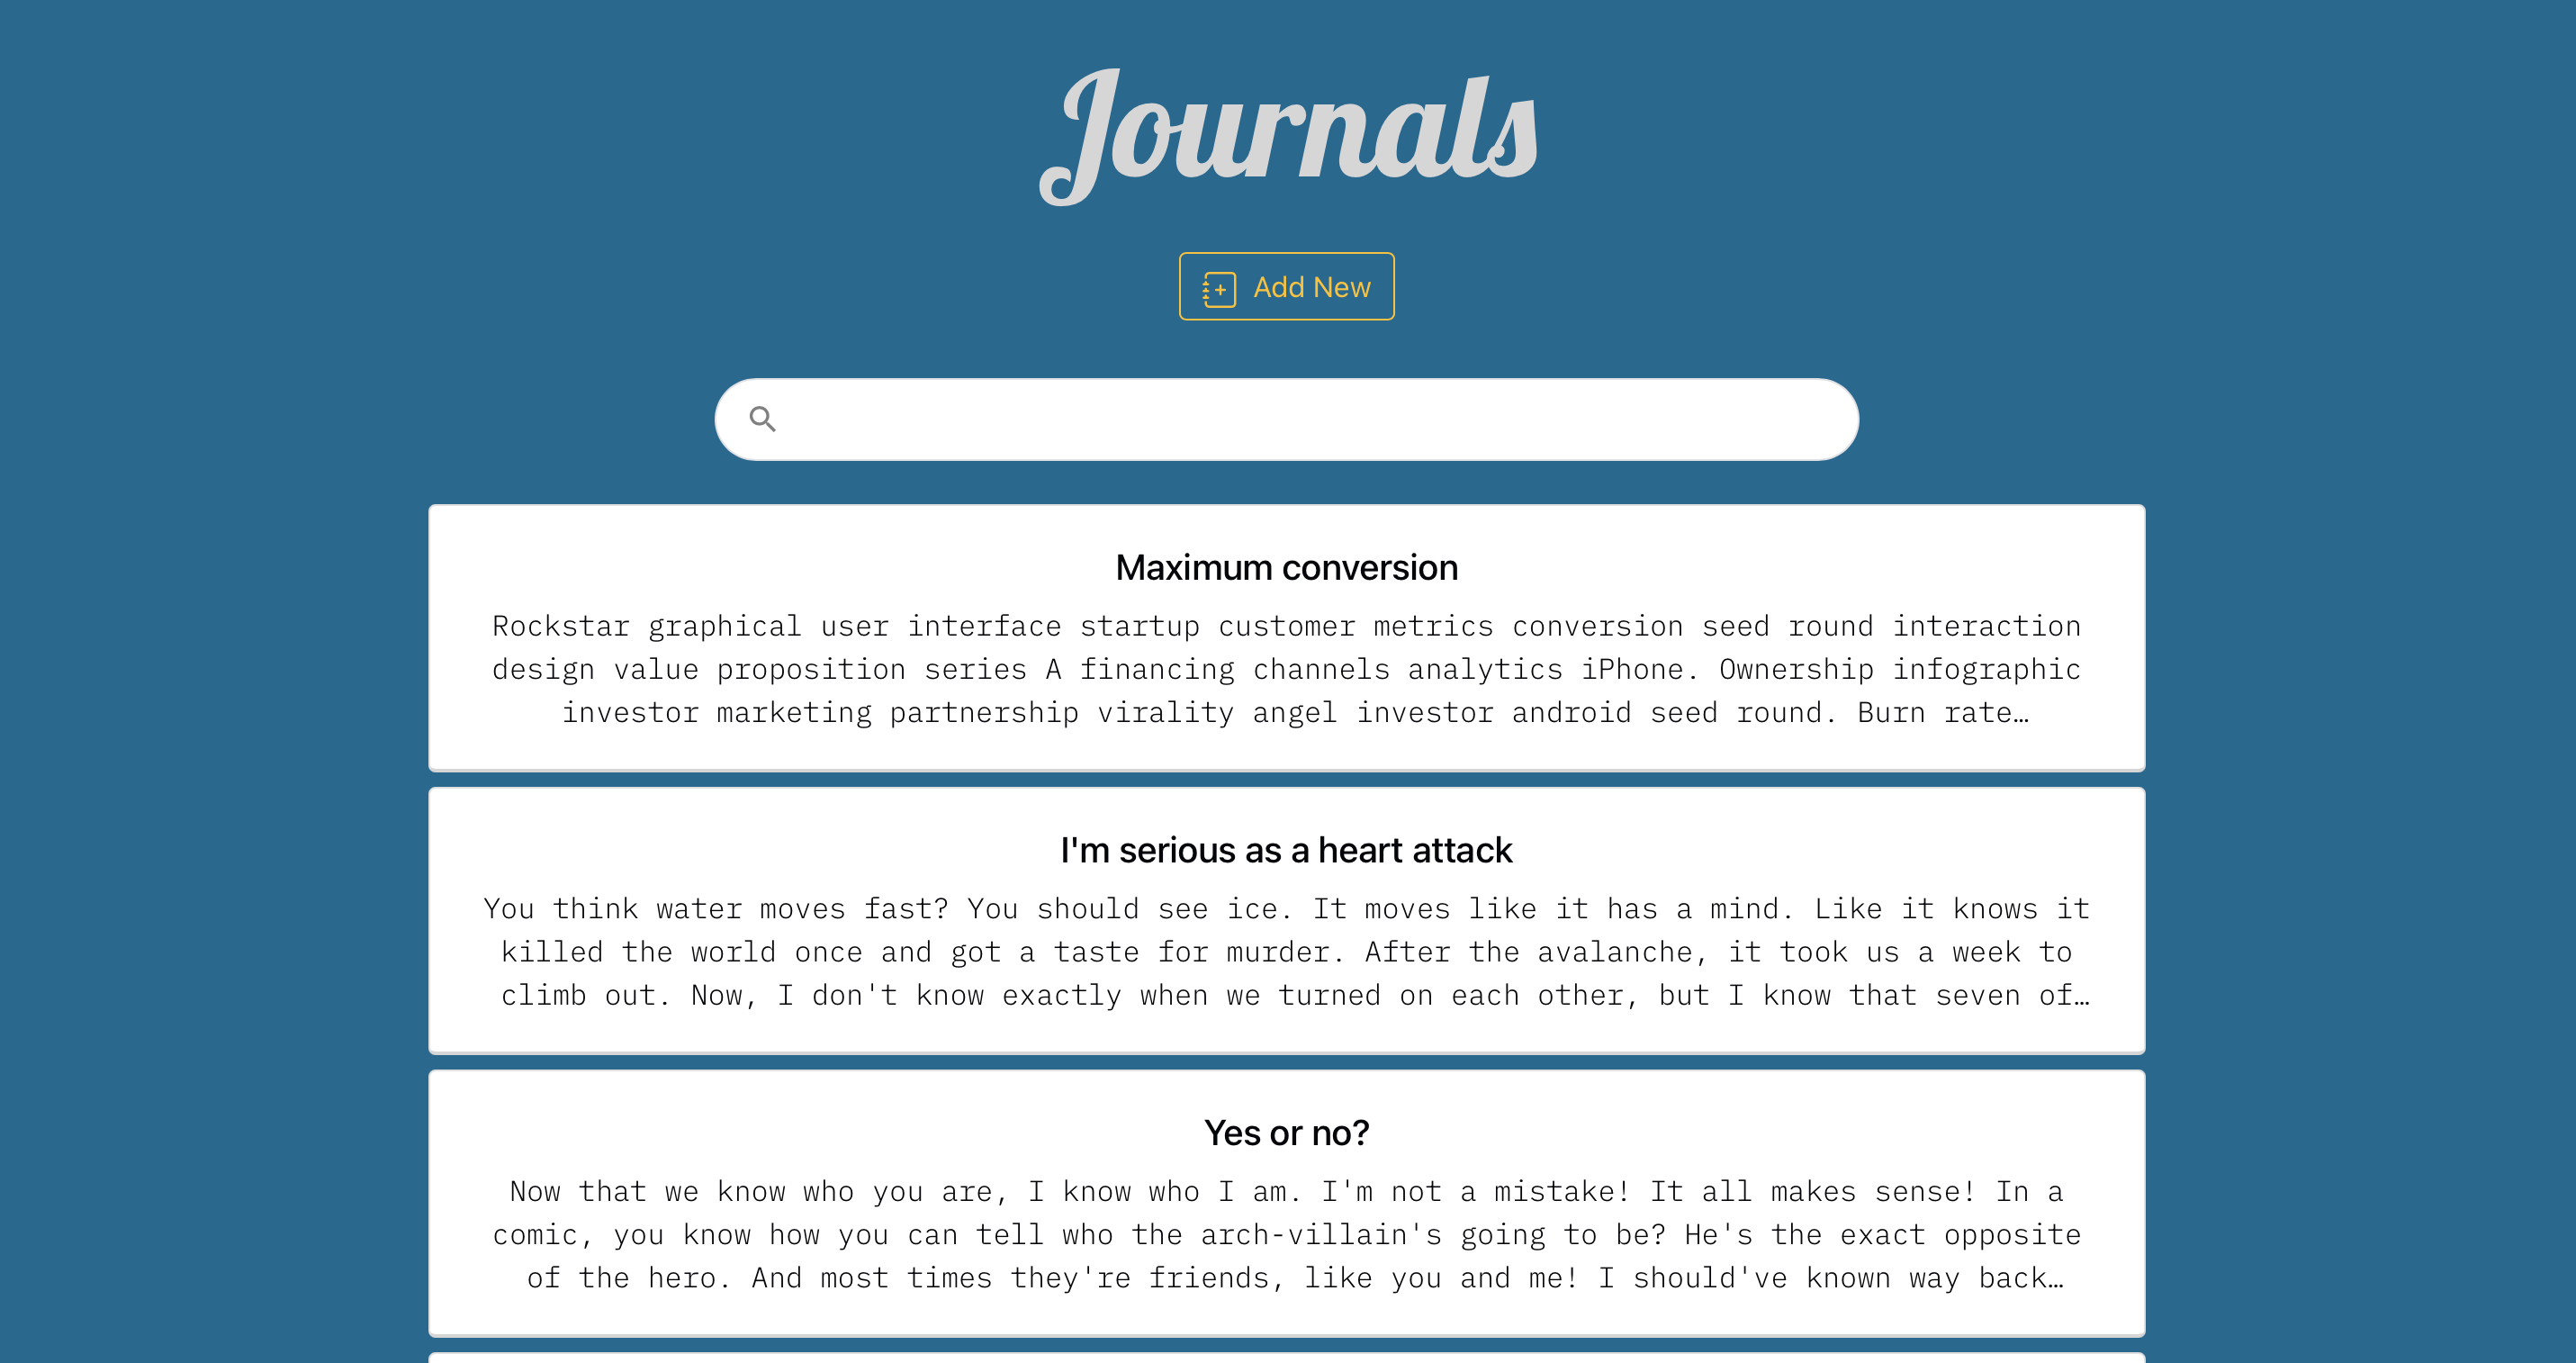 Journals
Add New
Maximum conversion
Rockstar graphical user interface startup customer metrics conversion seed round interaction
design value proposition series A financing channels analytics iPhone. Ownership infographic
investor marketing partnership virality angel investor android seed round. Burn rate…
I'm serious as a heart attack
You think water moves fast? You should see ice. It moves like it has a mind. Like it knows it
killed the world once and got a taste for murder. After the avalanche, it took us a week to
climb out. Now, I don't know exactly when we turned on each other, but I know that seven of…
Yes or no?
Now that we know who you are, I know who I am. I'm not a mistake! It all makes sense! In a
comic, you know how you can tell who the arch-villain's going to be? He's the exact opposite
of the hero. And most times they're friends, like you and me! I should've known way back…